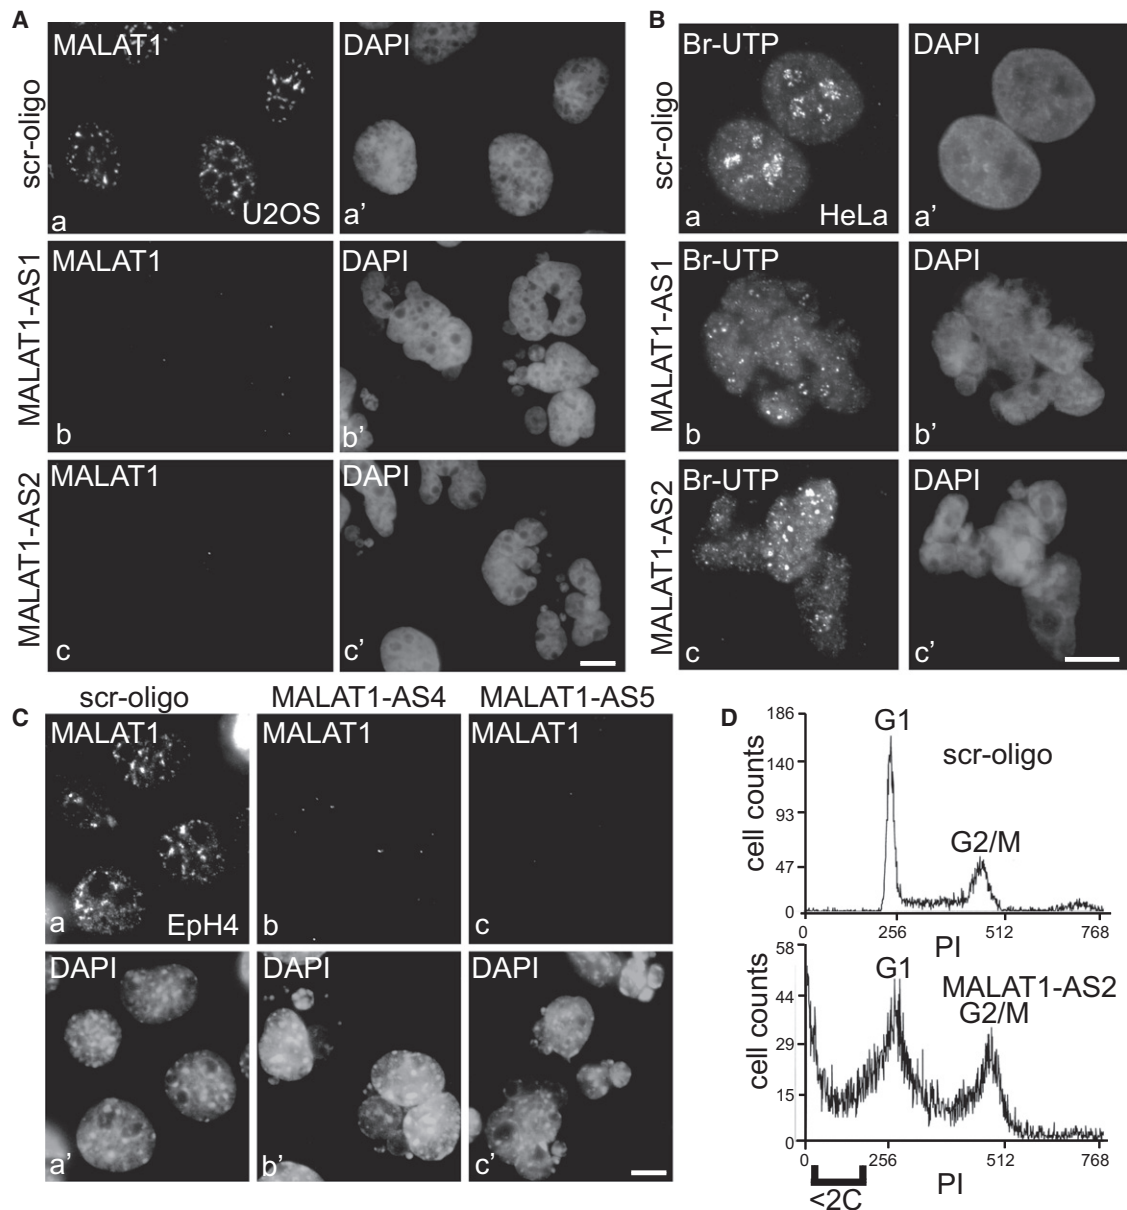 A
scr-oligo
MALAT1
DAPI
a
U2OS
a'
MALAT1-AS1
MALAT1
DAPI
b
b'
MALAT1-AS2
MALAT1
DAPI
c
c'
B
scr-oligo
Br-UTP
DAPI
a
HeLa
a'
MALAT1-AS1
Br-UTP
DAPI
b
b'
MALAT1-AS2
Br-UTP
DAPI
c
c'
C
scr-oligo
MALAT1-AS4
MALAT1-AS5
MALAT1
MALAT1
MALAT1
a
EpH4
b
c
DAPI
DAPI
DAPI
a'
b'
c'
D
186
140
93
47
0
cell counts
G1
scr-oligo
G2/M
0
256
512
768
PI
58
44
29
15
0
cell counts
G1
MALAT1-AS2
G2/M
0
256
512
768
<2C
PI